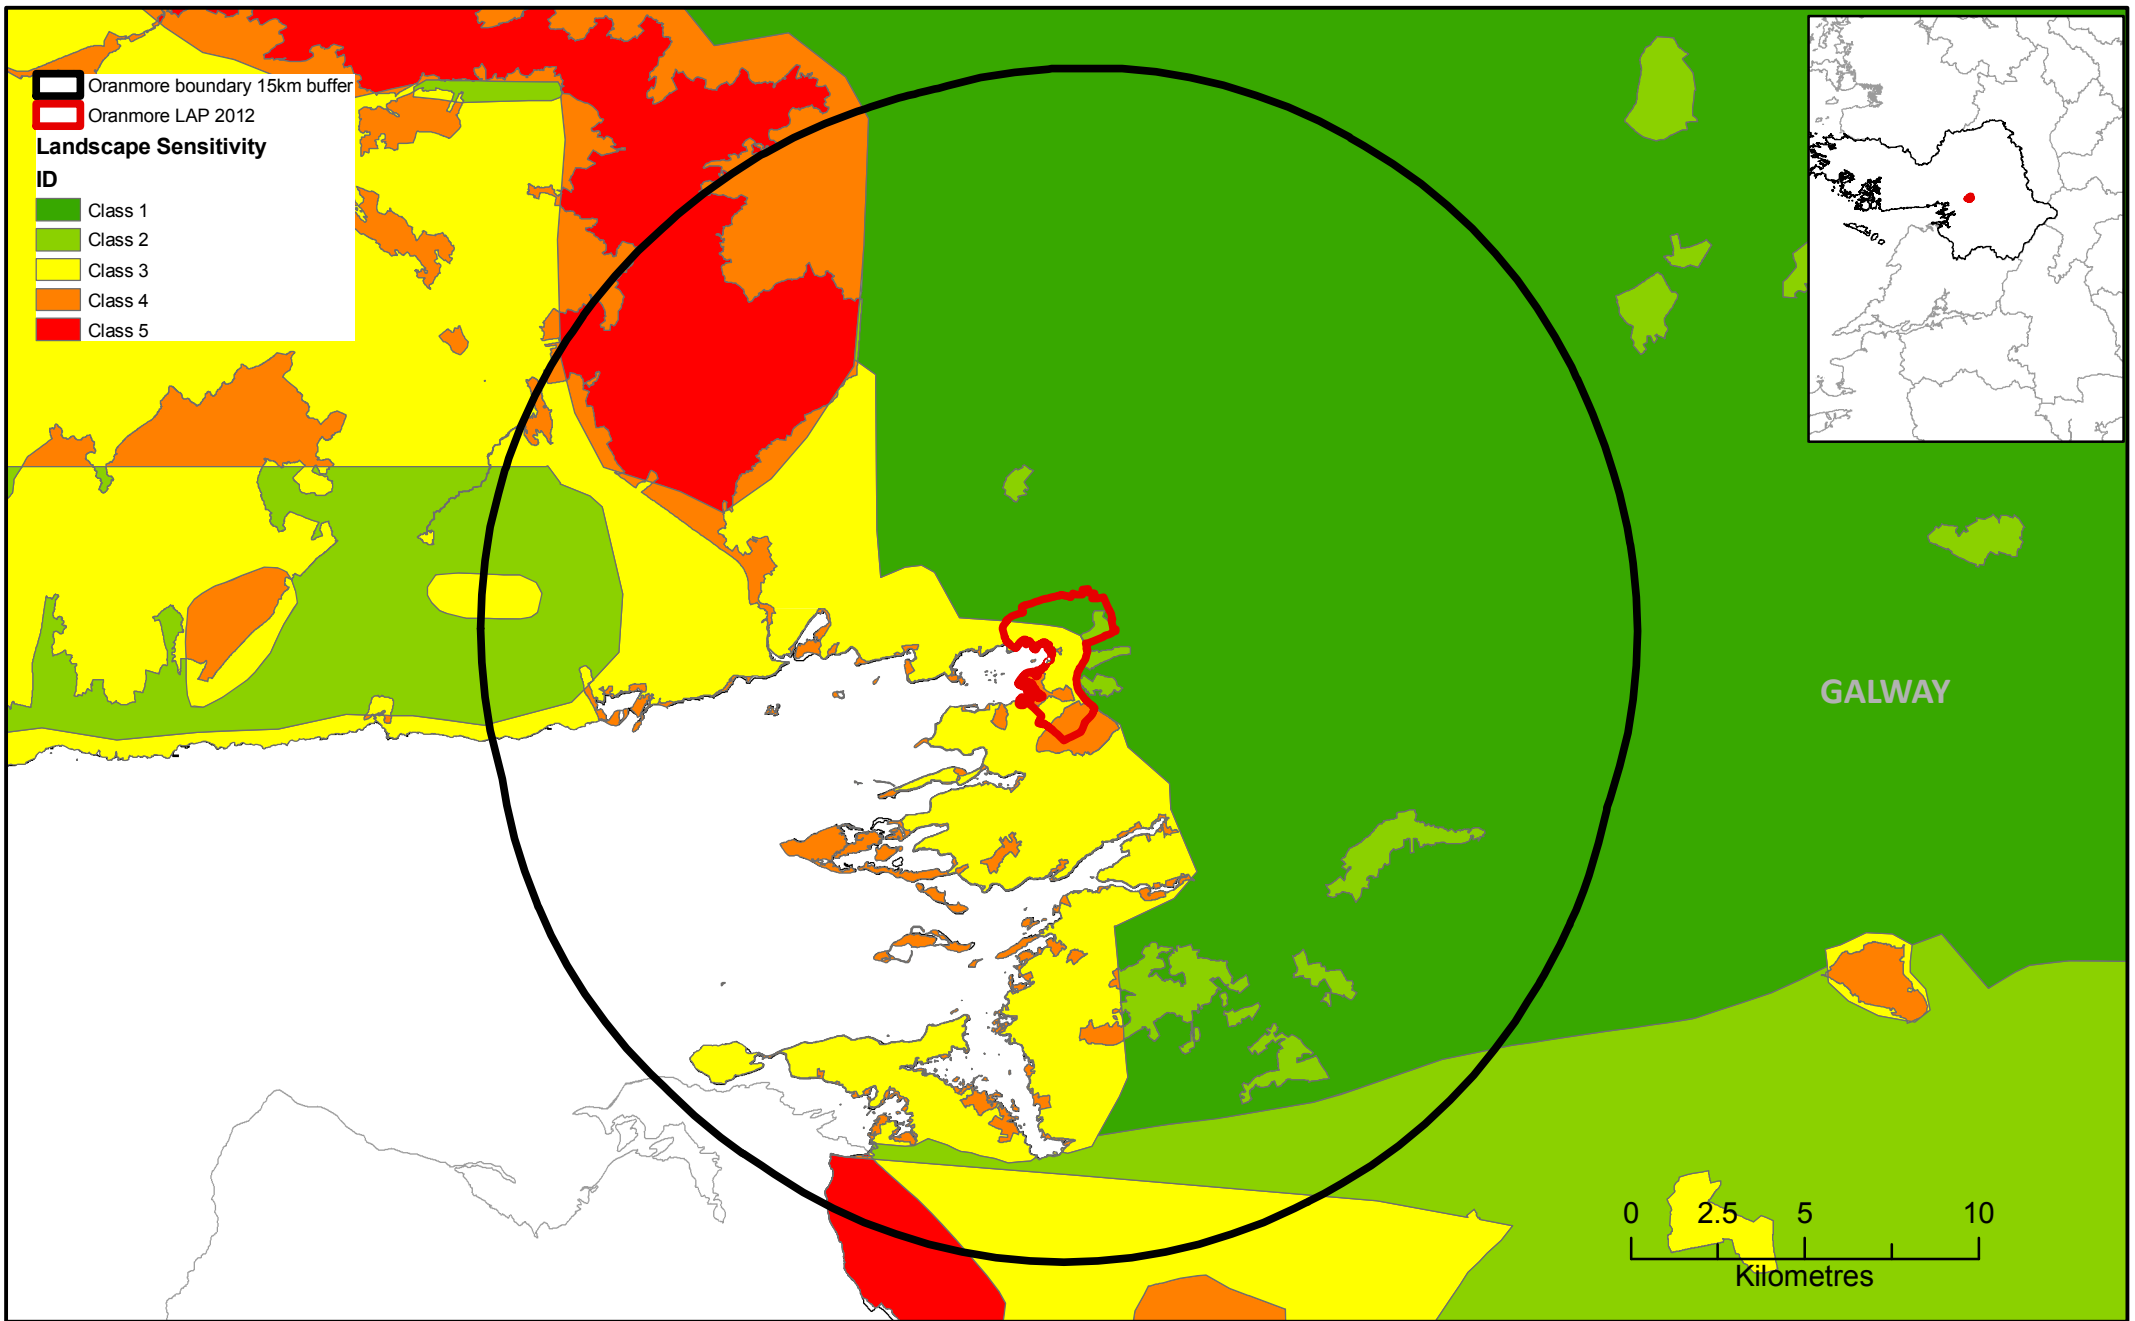 Oranmore boundary 15km buffer
Oranmore LAP 2012
Landscape Sensitivity
ID
Class 1
Class 2
Class 3
Class 4
Class 5
GALWAY
0 2.5 5 10
Kilometres